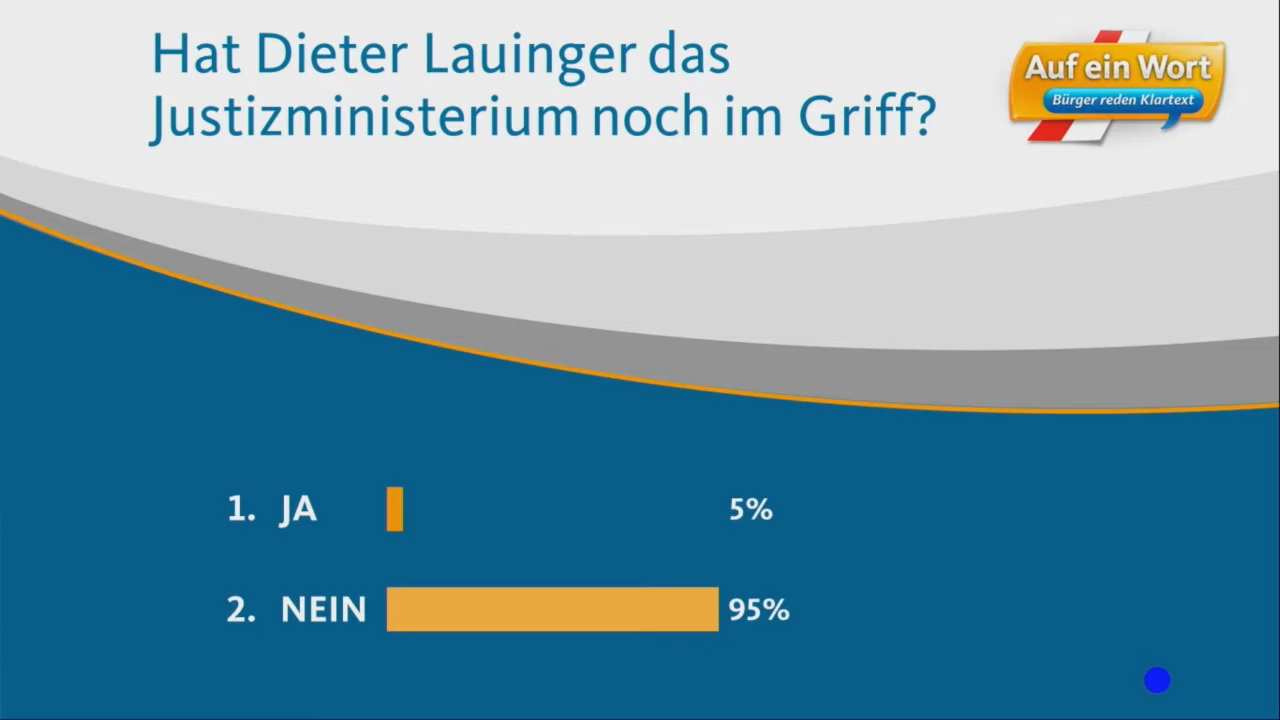 Hat Dieter Lauinger das
Justizministerium noch im Griff?
Auf ein Wort
Bürger reden Klartext
1. JA 5%
2. NEIN 95%